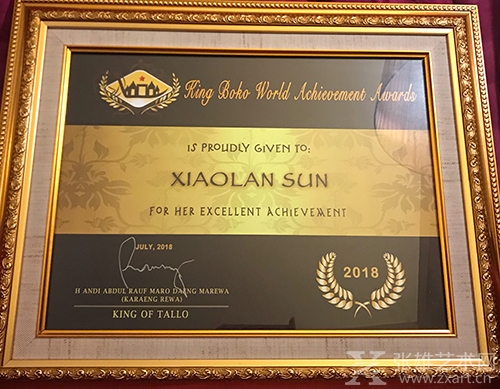 King Boko World Achievement Awards
IS PROUDLY GIVEN TO:
XIAOLAN SUN
FOR HER EXCELLENT ACHIEVEMENT
JULY, 2018
H ANDI ABDUL RAUF MARO DAENG MAREWA
(KARAENG REWA)
KING OF TALLO
2018
张雄艺术网
www.zxart.cn